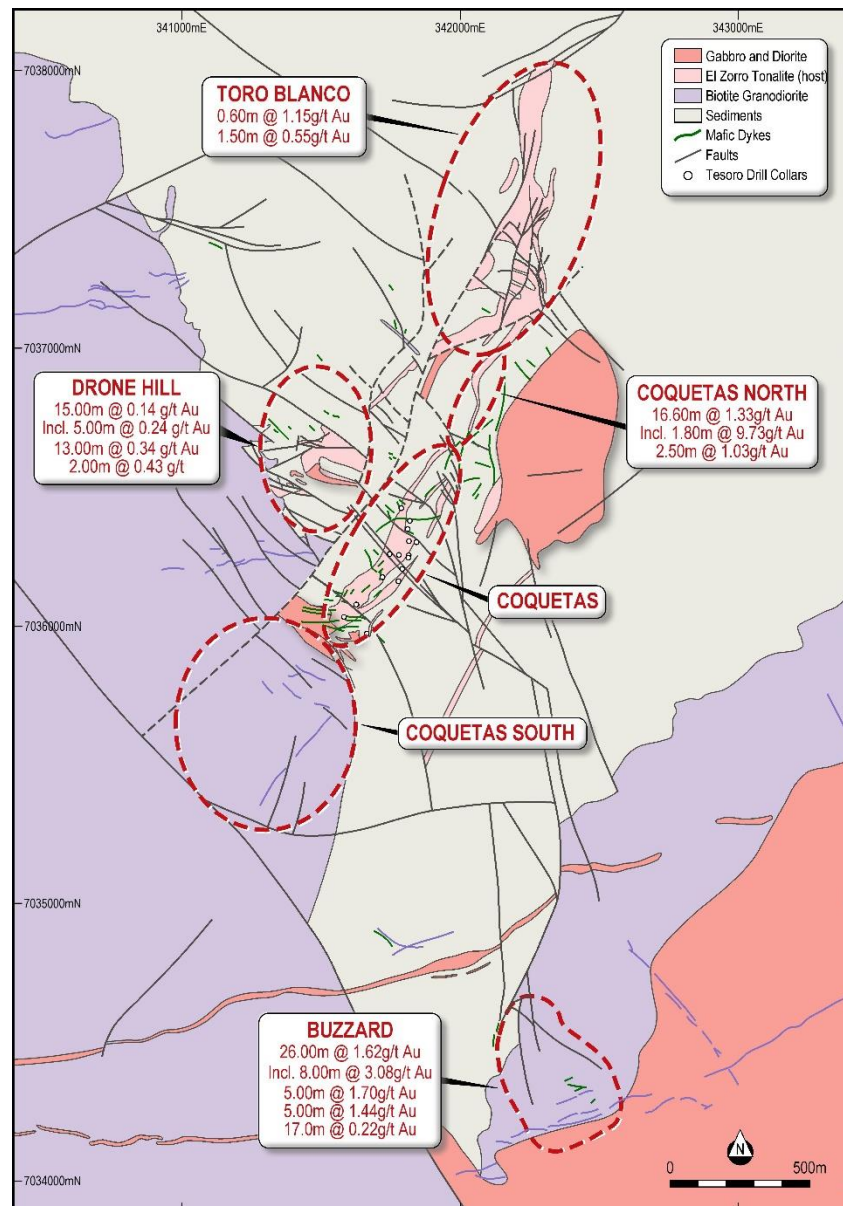 341000mE
342000mE
343000mE
7038000mN
7037000mN
7036000mN
7035000mN
7034000mN
Gabbro and Diorite
El Zorro Tonalite (host)
Biotite Granodiorite
Sediments
Mafic Dykes
Faults
Tesoro Drill Collars
TORO BLANCO
0.60m @ 1.15g/t Au
1.50m @ 0.55g/t Au
DRONE HILL
15.00m @ 0.14 g/t Au
Incl. 5.00m @ 0.24 g/t Au
13.00m @ 0.34 g/t Au
2.00m @ 0.43 g/t
COQUETAS NORTH
16.60m @ 1.33g/t Au
Incl. 1.80m @ 9.73g/t Au
2.50m @ 1.03g/t Au
COQUETAS
COQUETAS SOUTH
BUZZARD
26.00m @ 1.62g/t Au
Incl. 8.00m @ 3.08g/t Au
5.00m @ 1.70g/t Au
5.00m @ 1.44g/t Au
17.0m @ 0.22g/t Au
N
0 500m